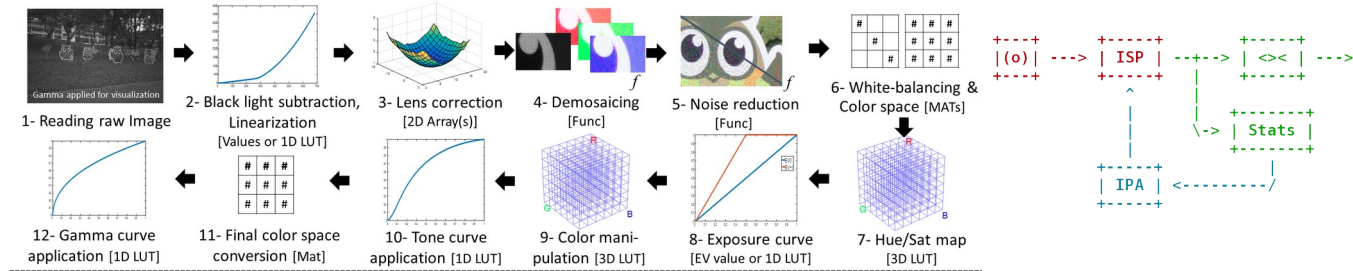 Gamma applied for visualization
1- Reading raw Image
2- Black light subtraction,
Linearization
[Values or 1D LUT]
3- Lens correction
[2D Array(s)]
f
4- Demosaicing
[Func]
f
5- Noise reduction
[Func]
#
#
#
# # #
# # #
# # #
6- White-balancing &
Color space [MATs]
R
G
B
7- Hue/Sat map
[3D LUT]
8- Exposure curve
[EV value or 1D LUT]
R
G
B
9- Color mani-
pulation [3D LUT]
10- Tone curve
application [1D LUT]
# # #
# # #
# # #
11- Final color space
conversion [Mat]
12- Gamma curve
application [1D LUT]
+----+ +-----+ +-----+
|(o)| ---> | ISP | --+--> | <>< | --->
+----+ +-----+ | +-----+
^ | +-------+
| \-> | Stats |
| +-------+
+-----+ |
| IPA | <---------/
+-----+